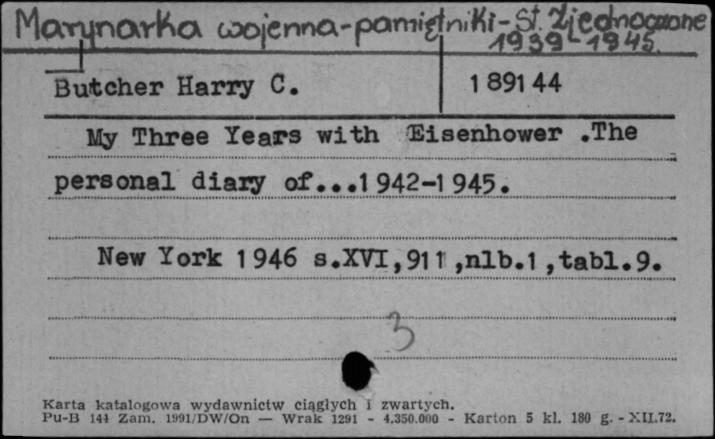 Marynarka wojenna-pamiętniki-St. Zjednoczone
1939-1945.
Butcher Harry C. 189144
My Three Years with Eisenhower .The
personal diary of...1942-1945.
New York 1946 s.XVI,911,nlb.1,tabl.9.
3
Karta katalogowa wydawnictw ciągłych i zwartych.
Pu-B 144 Zam. 1991/DW/On — Wrak 1291 - 4.350.000 - Karton 5 kl. 180 g. - XII.72.